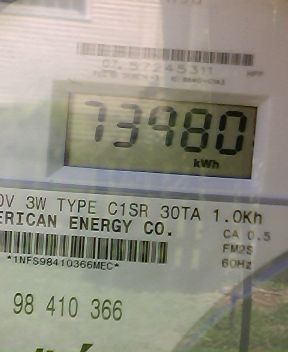 73980
kWh
0V 3W TYPE C1SR 30TA 1.0Kh
ERICAN ENERGY CO.
CA 0.5
FM2S
60Hz
*1NFS98410366MEC*
98 410 366